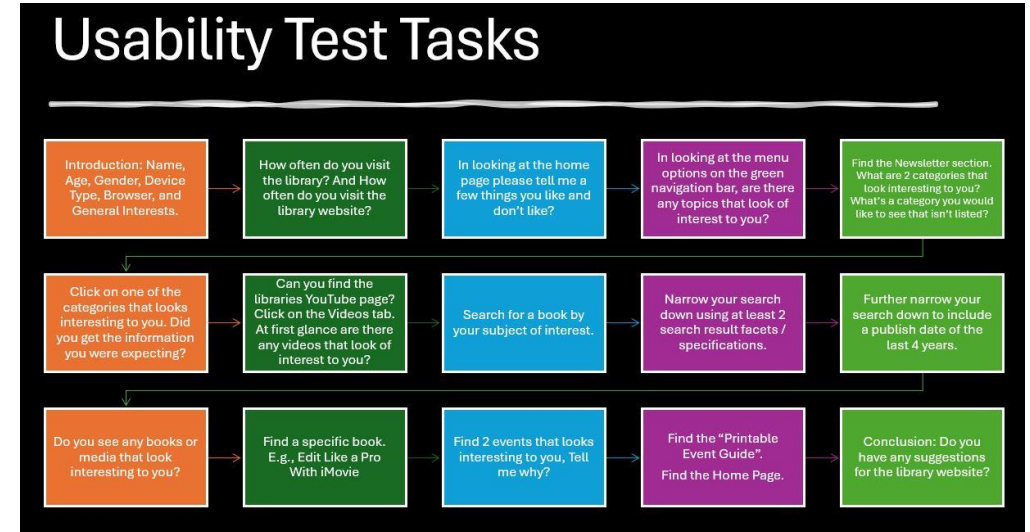 Usability Test Tasks
Introduction: Name,
Age, Gender, Device
Type, Browser, and
General Interests.
How often do you visit
the library? And How
often do you visit the
library website?
In looking at the home
page please tell me a
few things you like and
don't like?
In looking at the menu
options on the green
navigation bar, are there
any topics that look of
interest to you?
Find the Newsletter section.
What are 2 categories that
look interesting to you?
What's a category you would
like to see that isn't listed?
Click on one of the
categories that looks
interesting to you. Did
you get the information
you were expecting?
Can you find the
libraries YouTube page?
Click on the Videos tab.
At first glance are there
any videos that look of
interest to you?
Search for a book by
your subject of interest.
Narrow your search
down using at least 2
search result facets /
specifications.
Further narrow your
search down to include
a publish date of the
last 4 years.
Do you see any books or
media that look
interesting to you?
Find a specific book.
E.g., Edit Like a Pro
With iMovie
Find 2 events that looks
interesting to you, Tell
me why?
Find the “Printable
Event Guide”.
Find the Home Page.
Conclusion: Do you
have any suggestions
for the library website?